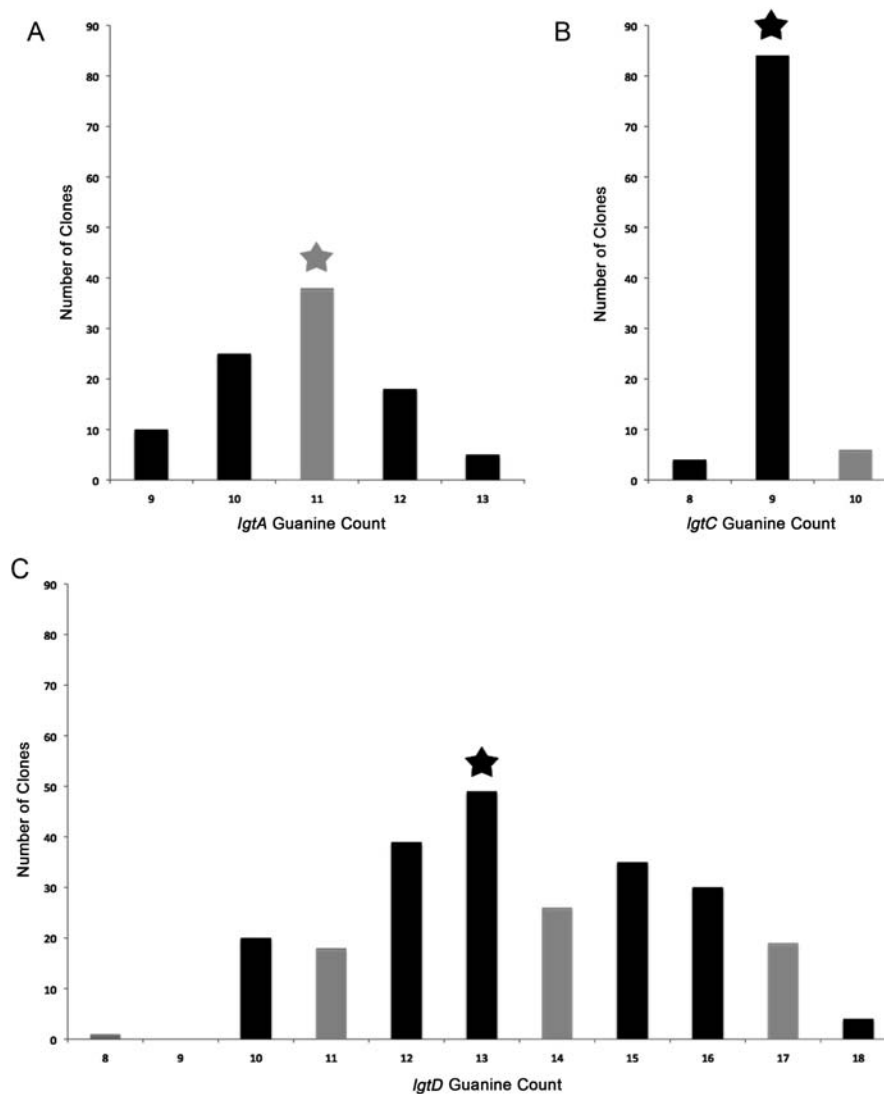 A
90
80
70
60
50
40
30
20
10
0
Number of Clones
9 10 11 12 13
lgtA Guanine Count
B
90
80
70
60
50
40
30
20
10
0
Number of Clones
8 9 10
lgtC Guanine Count
C
90
80
70
60
50
40
30
20
10
0
Number of Clones
8 9 10 11 12 13 14 15 16 17 18
lgtD Guanine Count